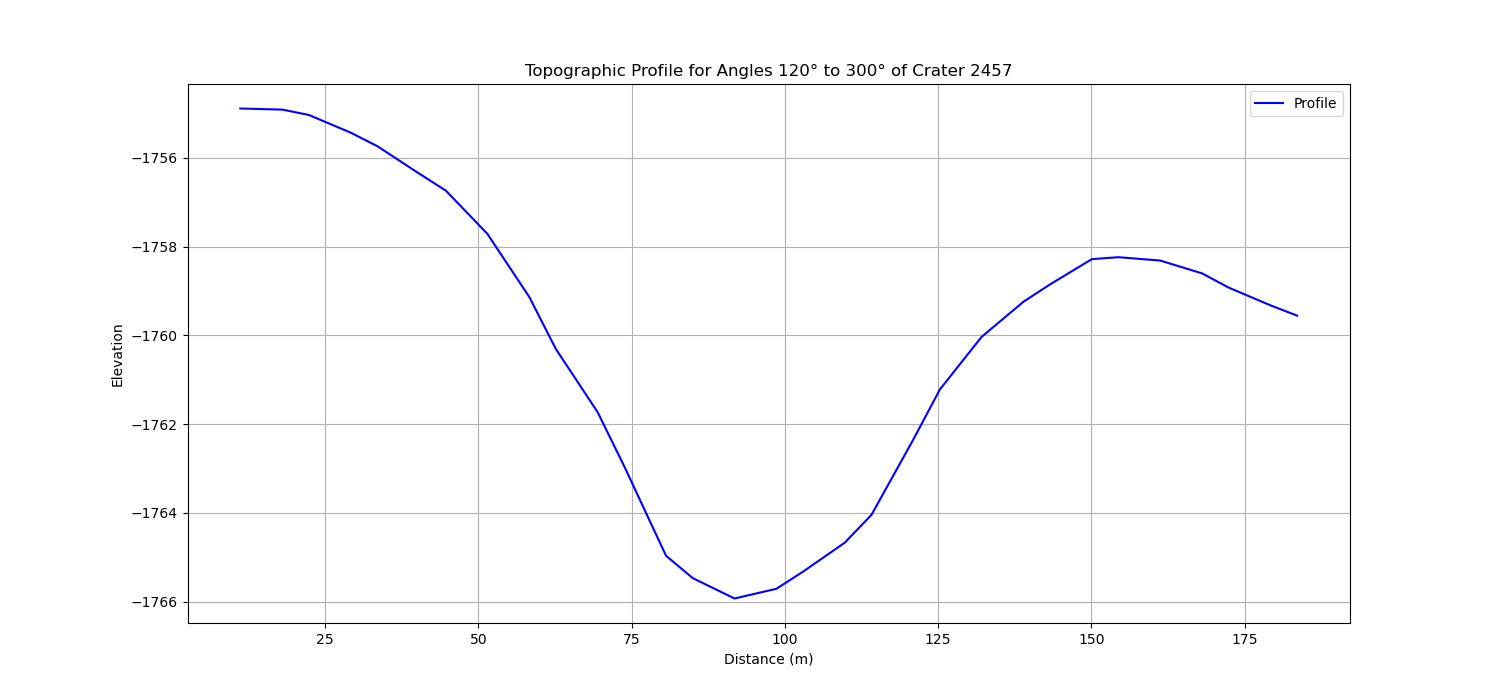 Topographic Profile for Angles 120° to 300° of Crater 2457
Profile
−1756
−1758
−1760
−1762
−1764
−1766
Elevation
25 50 75 100 125 150 175
Distance (m)